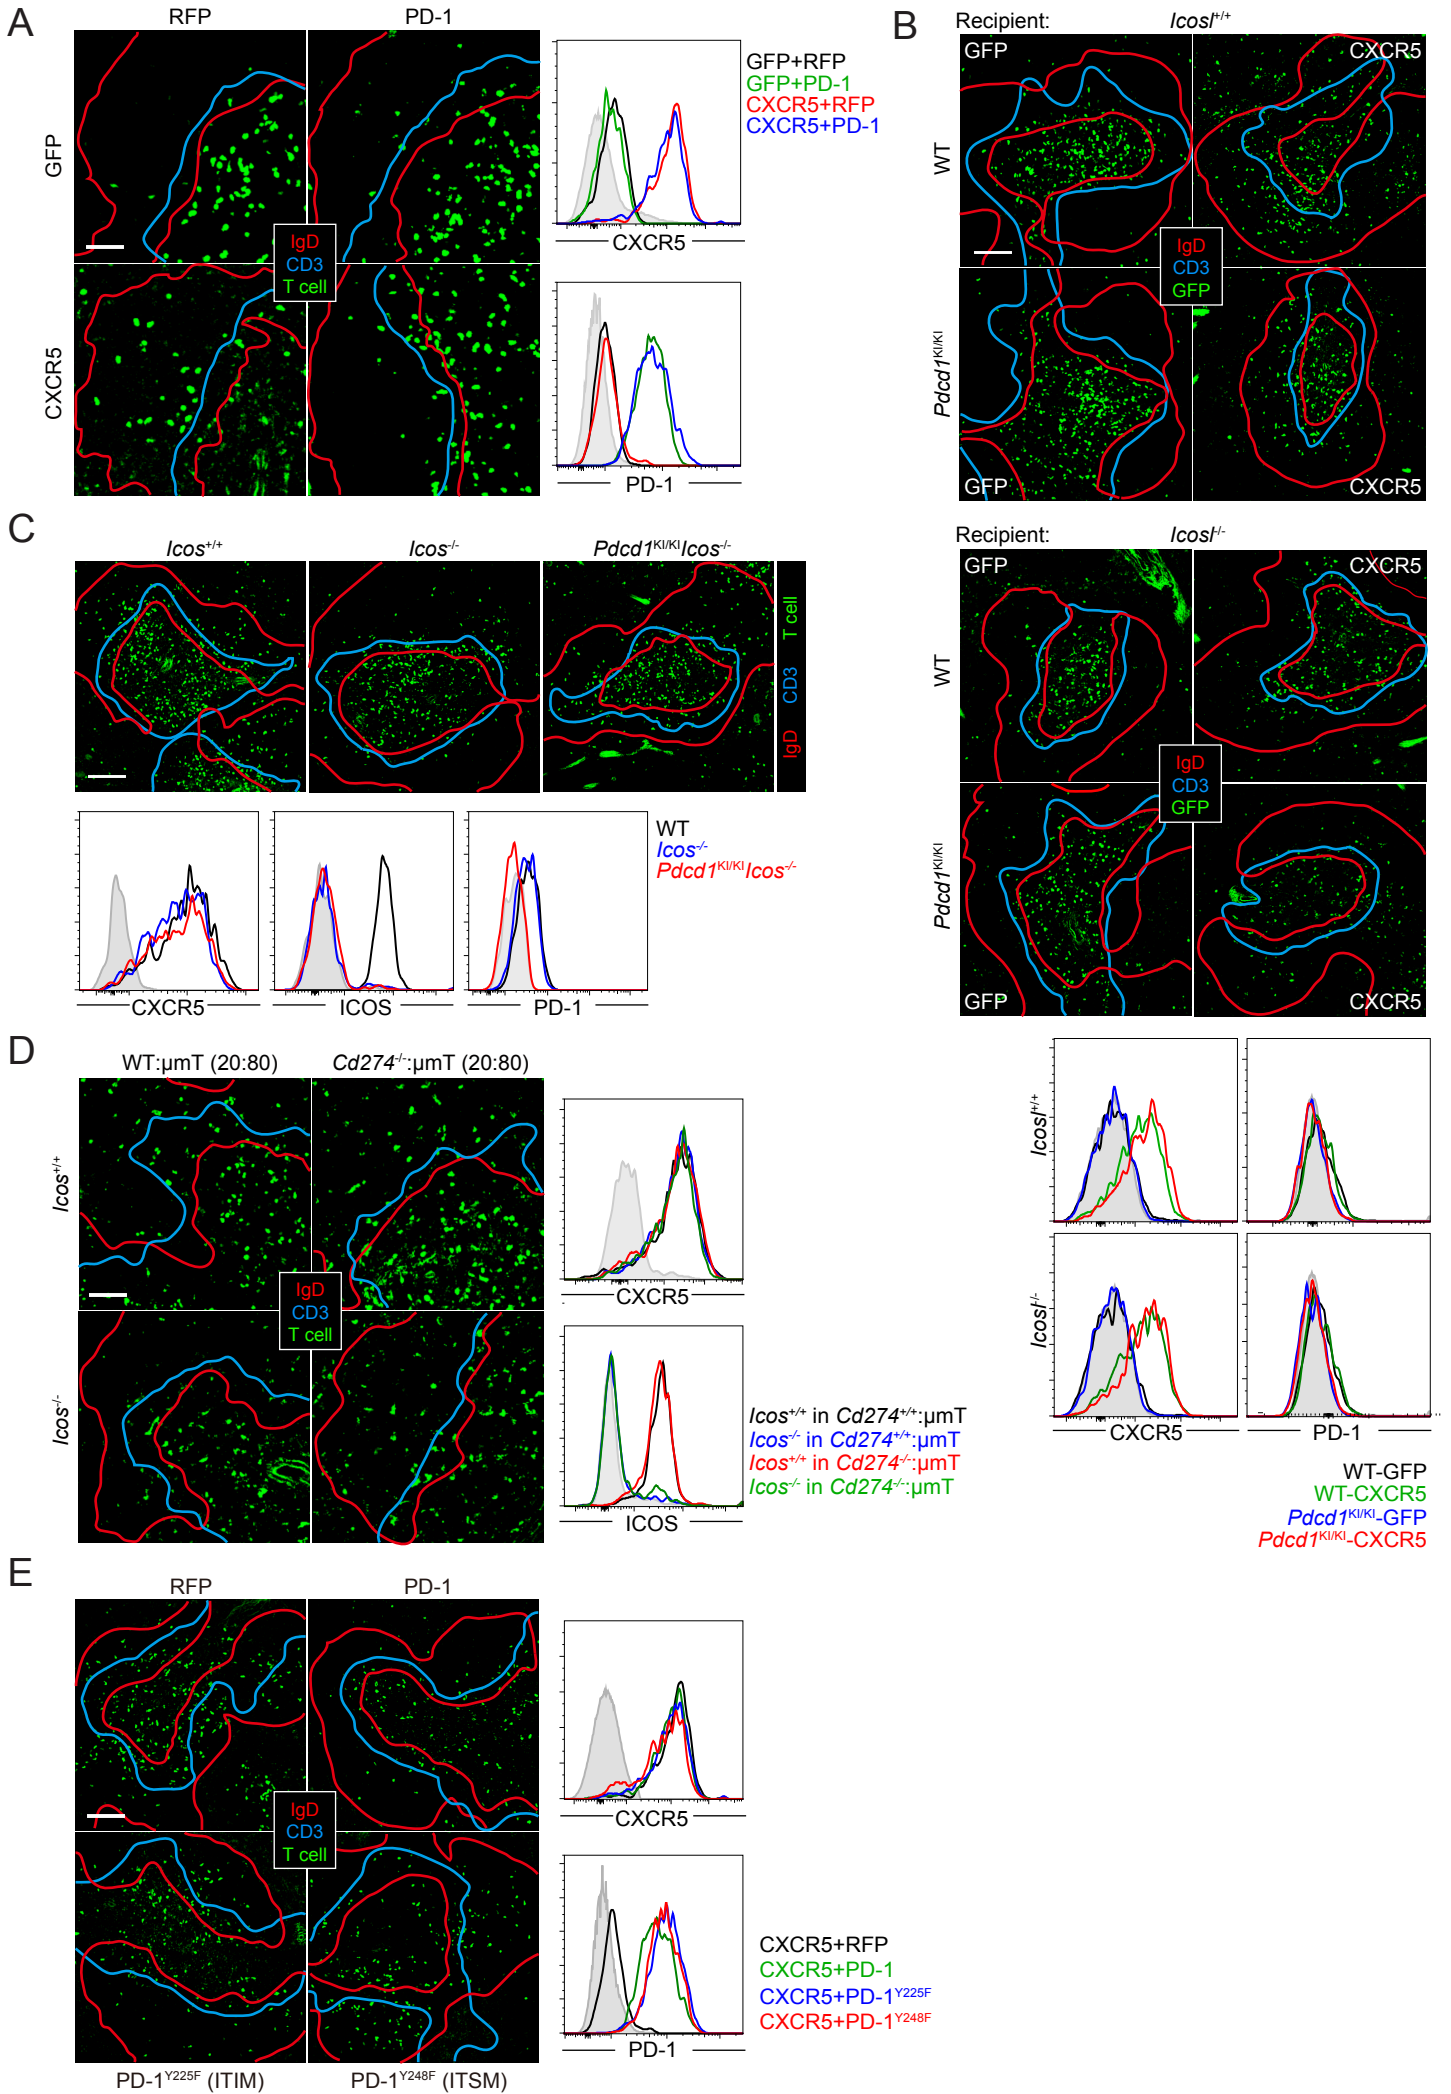 A
RFP
PD-1
GFP
CXCR5
IgD
CD3
T cell
GFP+RFP
GFP+PD-1
CXCR5+RFP
CXCR5+PD-1
CXCR5
PD-1
B
Recipient:
Icosl+/+
GFP
CXCR5
WT
Pdcd1KI/KI
IgD
CD3
GFP
GFP
CXCR5
Recipient:
Icosl-/-
GFP
CXCR5
WT
Pdcd1KI/KI
IgD
CD3
GFP
GFP
CXCR5
Icosl+/+
Icosl-/-
CXCR5
PD-1
WT-GFP
WT-CXCR5
Pdcd1KI/KI-GFP
Pdcd1KI/KI-CXCR5
C
Icos+/+
Icos-/-
Pdcd1KI/KIIcos-/-
IgD CD3 T cell
CXCR5
ICOS
PD-1
WT
Icos-/-
Pdcd1KI/KIIcos-/-
D
WT:µmT (20:80)
Cd274-/-:µmT (20:80)
Icos+/+
Icos-/-
IgD
CD3
T cell
CXCR5
ICOS
Icos+/+ in Cd274+/+:µmT
Icos-/- in Cd274+/+:µmT
Icos+/+ in Cd274-/-:µmT
Icos-/- in Cd274-/-:µmT
E
RFP
PD-1
IgD
CD3
T cell
PD-1Y225F (ITIM)
PD-1Y248F (ITSM)
CXCR5
PD-1
CXCR5+RFP
CXCR5+PD-1
CXCR5+PD-1Y225F
CXCR5+PD-1Y248F